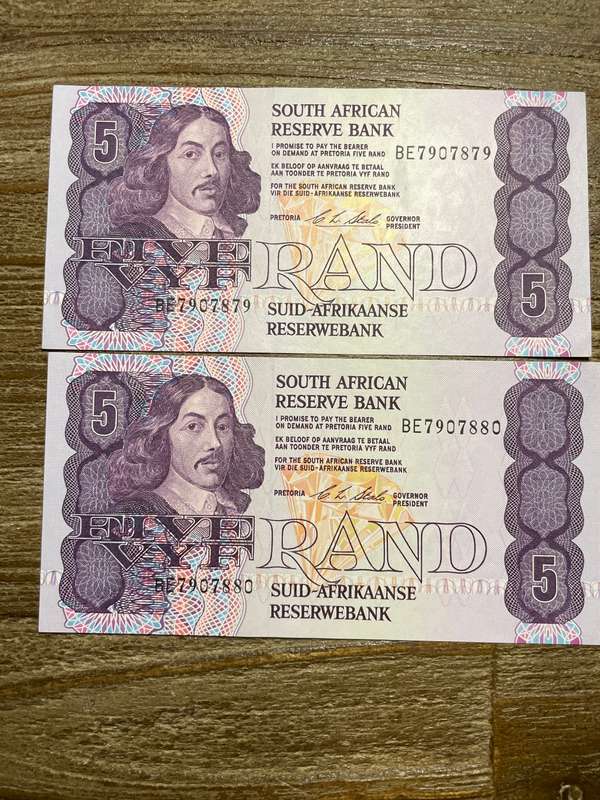 5
SOUTH AFRICAN
RESERVE BANK
I PROMISE TO PAY THE BEARER
ON DEMAND AT PRETORIA FIVE RAND
BE7907879
EK BELOOF OP AANVRAAG TE BETAAL
AAN TOONDER TE PRETORIA VYF RAND
FOR THE SOUTH AFRICAN RESERVE BANK
VIR DIE SUID-AFRIKAANSE RESERWEBANK
PRETORIA
GOVERNOR
PRESIDENT
FIVE
VYF
RAND
5
BE7907879
SUID-AFRIKAANSE
RESERWEBANK
5
SOUTH AFRICAN
RESERVE BANK
I PROMISE TO PAY THE BEARER
ON DEMAND AT PRETORIA FIVE RAND
BE7907880
EK BELOOF OP AANVRAAG TE BETAAL
AAN TOONDER TE PRETORIA VYF RAND
FOR THE SOUTH AFRICAN RESERVE BANK
VIR DIE SUID-AFRIKAANSE RESERWEBANK
PRETORIA
GOVERNOR
PRESIDENT
FIVE
VYF
RAND
5
BE7907880
SUID-AFRIKAANSE
RESERWEBANK